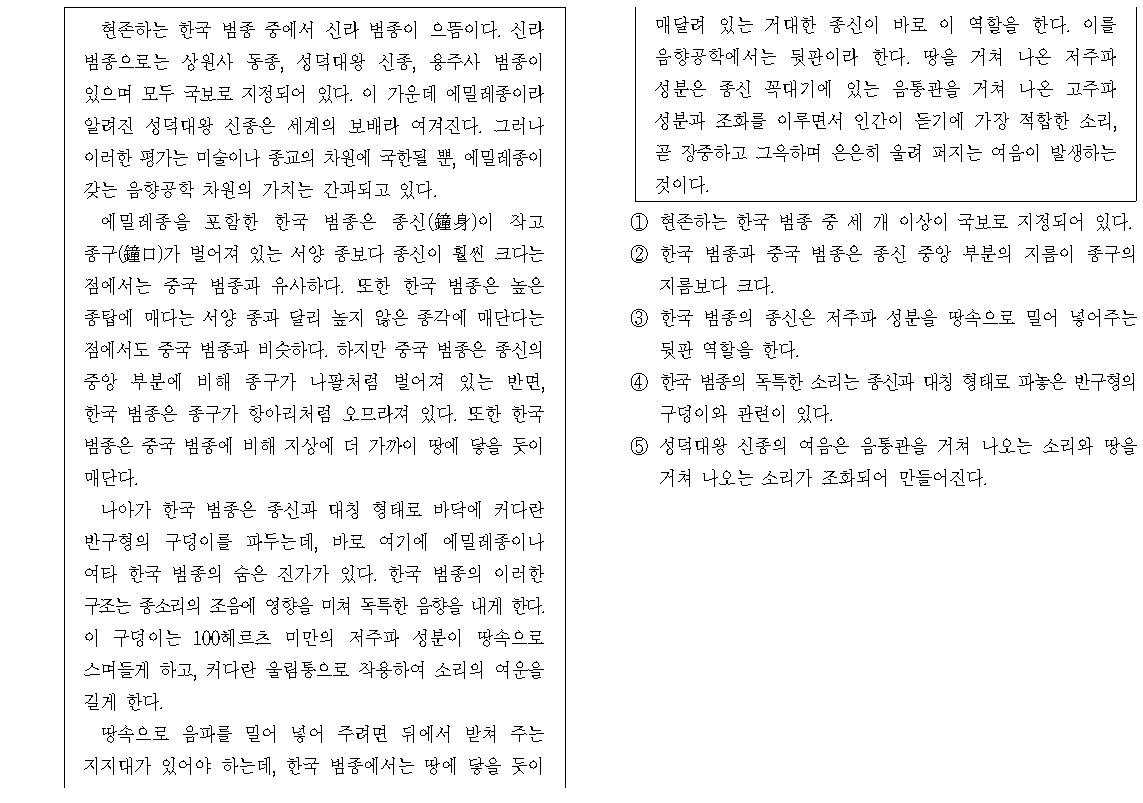 현존하는 한국 범종 중에서 신라 범종이 으뜸이다. 신라
범종으로는 상원사 동종, 성덕대왕 신종, 용주사 범종이
있으며 모두 국보로 지정되어 있다. 이 가운데 에밀레종이라
알려진 성덕대왕 신종은 세계의 보배라 여겨진다. 그러나
이러한 평가는 미술이나 종교의 차원에 국한될 뿐, 에밀레종이
갖는 음향공학 차원의 가치는 간과되고 있다.
에밀레종을 포함한 한국 범종은 종신(鐘身)이 작고
종구(鐘口)가 벌어져 있는 서양 종보다 종신이 훨씬 크다는
점에서는 중국 범종과 유사하다. 또한 한국 범종은 높은
종탑에 매다는 서양 종과 달리 높지 않은 종각에 매단다는
점에서도 중국 범종과 비슷하다. 하지만 중국 범종은 종신의
중앙 부분에 비해 종구가 나팔처럼 벌어져 있는 반면,
한국 범종은 종구가 항아리처럼 오므라져 있다. 또한 한국
범종은 중국 범종에 비해 지상에 더 가까이 땅에 닿을 듯이
매단다.
나아가 한국 범종은 종신과 대칭 형태로 바닥에 커다란
반구형의 구덩이를 파두는데, 바로 여기에 에밀레종이나
여타 한국 범종의 숨은 진가가 있다. 한국 범종의 이러한
구조는 종소리의 조음에 영향을 미쳐 독특한 음향을 내게 한다.
이 구덩이는 100헤르츠 미만의 저주파 성분이 땅속으로
스며들게 하고, 커다란 울림통으로 작용하여 소리의 여운을
길게 한다.
땅속으로 음파를 밀어 넣어 주려면 뒤에서 받쳐 주는
지지대가 있어야 하는데, 한국 범종에서는 땅에 닿을 듯이
매달려 있는 거대한 종신이 바로 이 역할을 한다. 이를
음향공학에서는 뒷판이라 한다. 땅을 거쳐 나온 저주파
성분은 종신 꼭대기에 있는 음통관을 거쳐 나온 고주파
성분과 조화를 이루면서 인간이 듣기에 가장 적합한 소리,
곧 장중하고 그윽하며 은은히 울려 퍼지는 여음이 발생하는
것이다.
① 현존하는 한국 범종 중 세 개 이상이 국보로 지정되어 있다.
② 한국 범종과 중국 범종은 종신 중앙 부분의 지름이 종구의
지름보다 크다.
③ 한국 범종의 종신은 저주파 성분을 땅속으로 밀어 넣어주는
뒷판 역할을 한다.
④ 한국 범종의 독특한 소리는 종신과 대칭 형태로 파놓은 반구형의
구덩이와 관련이 있다.
⑤ 성덕대왕 신종의 여음은 음통관을 거쳐 나오는 소리와 땅을
거쳐 나오는 소리가 조화되어 만들어진다.